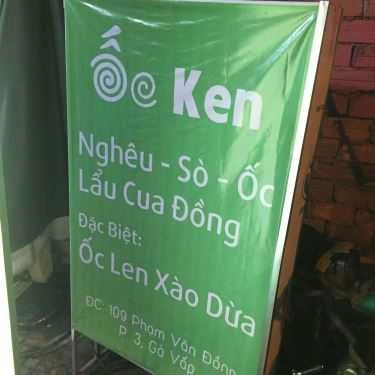 Ốc Ken
Nghêu - Sò - Ốc
Lẩu Cua Đồng
Đặc Biệt:
Ốc Len Xào Dừa
ĐC: 109 Phạm Văn Đồng
P. 3, Gò Vấp